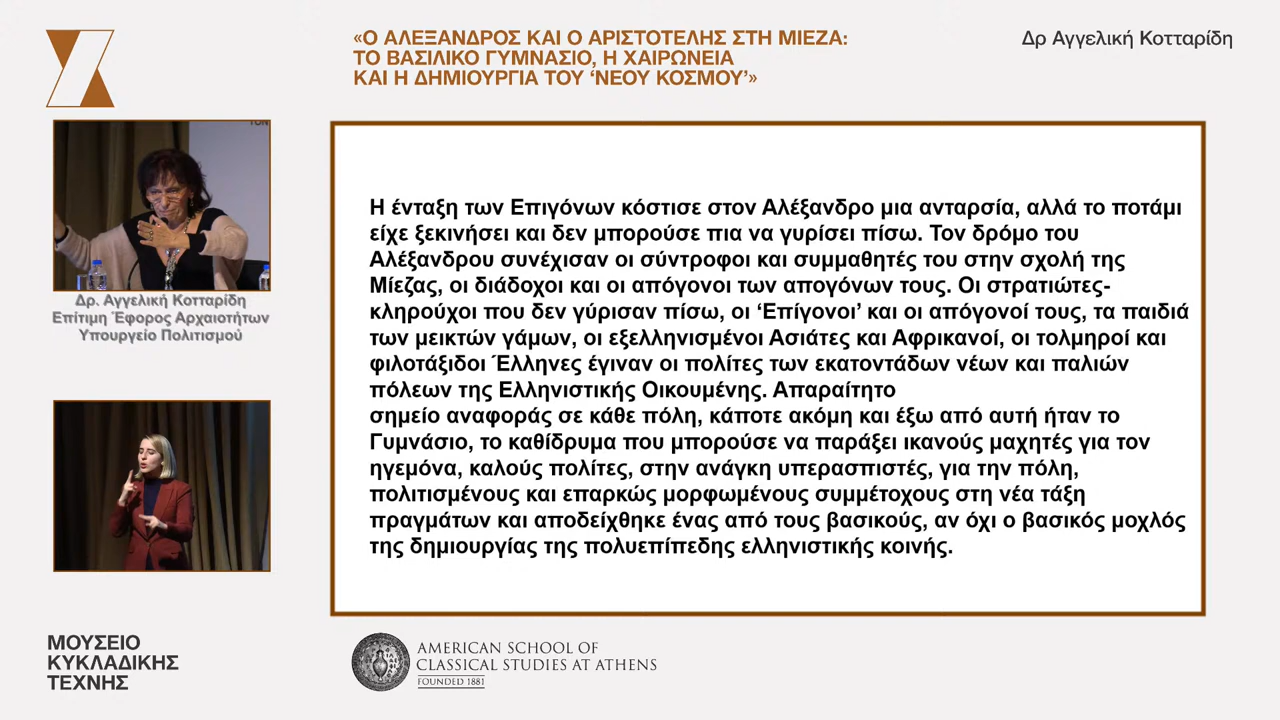 «Ο ΑΛΕΞΑΝΔΡΟΣ ΚΑΙ Ο ΑΡΙΣΤΟΤΕΛΗΣ ΣΤΗ ΜΙΕΖΑ:
ΤΟ ΒΑΣΙΛΙΚΟ ΓΥΜΝΑΣΙΟ, Η ΧΑΙΡΩΝΕΙΑ
ΚΑΙ Η ΔΗΜΙΟΥΡΓΙΑ ΤΟΥ ‘ΝΕΟΥ ΚΟΣΜΟΥ’»
Δρ Αγγελική Κοτταρίδη
ΤΟΝ
Δρ. Αγγελική Κοτταρίδη
Επίτιμη Έφορος Αρχαιοτήτων
Υπουργείο Πολιτισμού
Η ένταξη των Επιγόνων κόστισε στον Αλέξανδρο μια ανταρσία, αλλά το ποτάμι
είχε ξεκινήσει και δεν μπορούσε πια να γυρίσει πίσω. Τον δρόμο του
Αλέξανδρου συνέχισαν οι σύντροφοι και συμμαθητές του στην σχολή της
Μίεζας, οι διάδοχοι και οι απόγονοι των απογόνων τους. Οι στρατιώτες-
κληρούχοι που δεν γύρισαν πίσω, οι ‘Επίγονοι’ και οι απόγονοί τους, τα παιδιά
των μεικτών γάμων, οι εξελληνισμένοι Ασιάτες και Αφρικανοί, οι τολμηροί και
φιλοτάξιδοι Έλληνες έγιναν οι πολίτες των εκατοντάδων νέων και παλιών
πόλεων της Ελληνιστικής Οικουμένης. Απαραίτητο
σημείο αναφοράς σε κάθε πόλη, κάποτε ακόμη και έξω από αυτή ήταν το
Γυμνάσιο, το καθίδρυμα που μπορούσε να παράξει ικανούς μαχητές για τον
ηγεμόνα, καλούς πολίτες, στην ανάγκη υπερασπιστές, για την πόλη,
πολιτισμένους και επαρκώς μορφωμένους συμμέτοχους στη νέα τάξη
πραγμάτων και αποδείχθηκε ένας από τους βασικούς, αν όχι ο βασικός μοχλός
της δημιουργίας της πολυεπίπεδης ελληνιστικής κοινής.
ΜΟΥΣΕΙΟ
ΚΥΚΛΑΔΙΚΗΣ
ΤΕΧΝΗΣ
AMERICAN SCHOOL OF
CLASSICAL STUDIES AT ATHENS
FOUNDED 1881